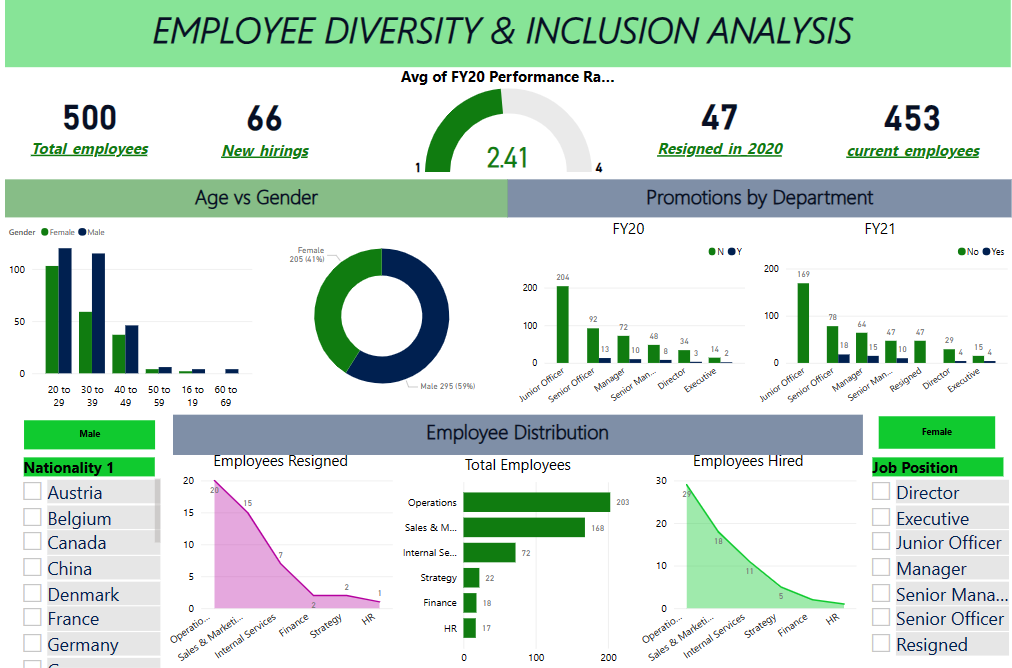 EMPLOYEE DIVERSITY & INCLUSION ANALYSIS
Avg of FY20 Performance Ra...
500
Total employees
66
New hirings
2.41
1
4
47
Resigned in 2020
453
current employees
Age vs Gender
Promotions by Department
Gender Female Male
100
50
0
20 to 29
30 to 39
40 to 49
50 to 59
16 to 19
60 to 69
Female
205 (41%)
Male 295 (59%)
FY20
N Y
200
100
0
204
92
13
72
10
48
8
34
3
14
2
Junior Officer
Senior Officer
Manager
Senior Man...
Director
Executive
FY21
No Yes
200
100
0
169
78
18
64
15
47
10
47
29
4
15
4
Junior Officer
Senior Officer
Manager
Senior Man...
Resigned
Director
Executive
Male
Nationality 1
Austria
Belgium
Canada
China
Denmark
France
Germany
Employee Distribution
Employees Resigned
20
15
10
5
0
20
15
7
2
2
1
Operatio...
Sales & Marketi...
Internal Services
Finance
Strategy
HR
Total Employees
Operations 203
Sales & M... 168
Internal Se... 72
Strategy 22
Finance 18
HR 17
0 100 200
Employees Hired
30
20
10
0
29
18
11
5
Operatio...
Sales & Marketi...
Internal Services
Strategy
Finance
HR
Female
Job Position
Director
Executive
Junior Officer
Manager
Senior Mana...
Senior Officer
Resigned